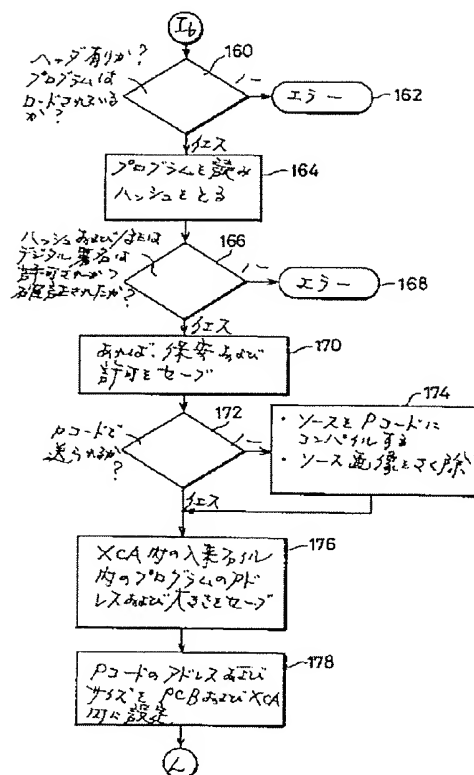 Ib
ヘッダ有りか?
プログラムは
ロードされている
か?
160
ノー
エラー
162
イエス
プログラムを読み
ハッシュをとる
164
ハッシュおよび/または
デジタル署名は
許可されかつ
確証されたか?
166
ノー
エラー
168
イエス
あれば、保安および
許可をセーブ
170
Pコードで
送られるか
?
172
ノー
174
・ソースをPコードに
コンパイルする
・ソース画像をさく除
イエス
XCA内の入来ファイル
内のプログラムのアド
レスおよび大きさをセーブ
176
Pコードのアドレスおよび
サイズをPCBおよびXCA
内に設定
178